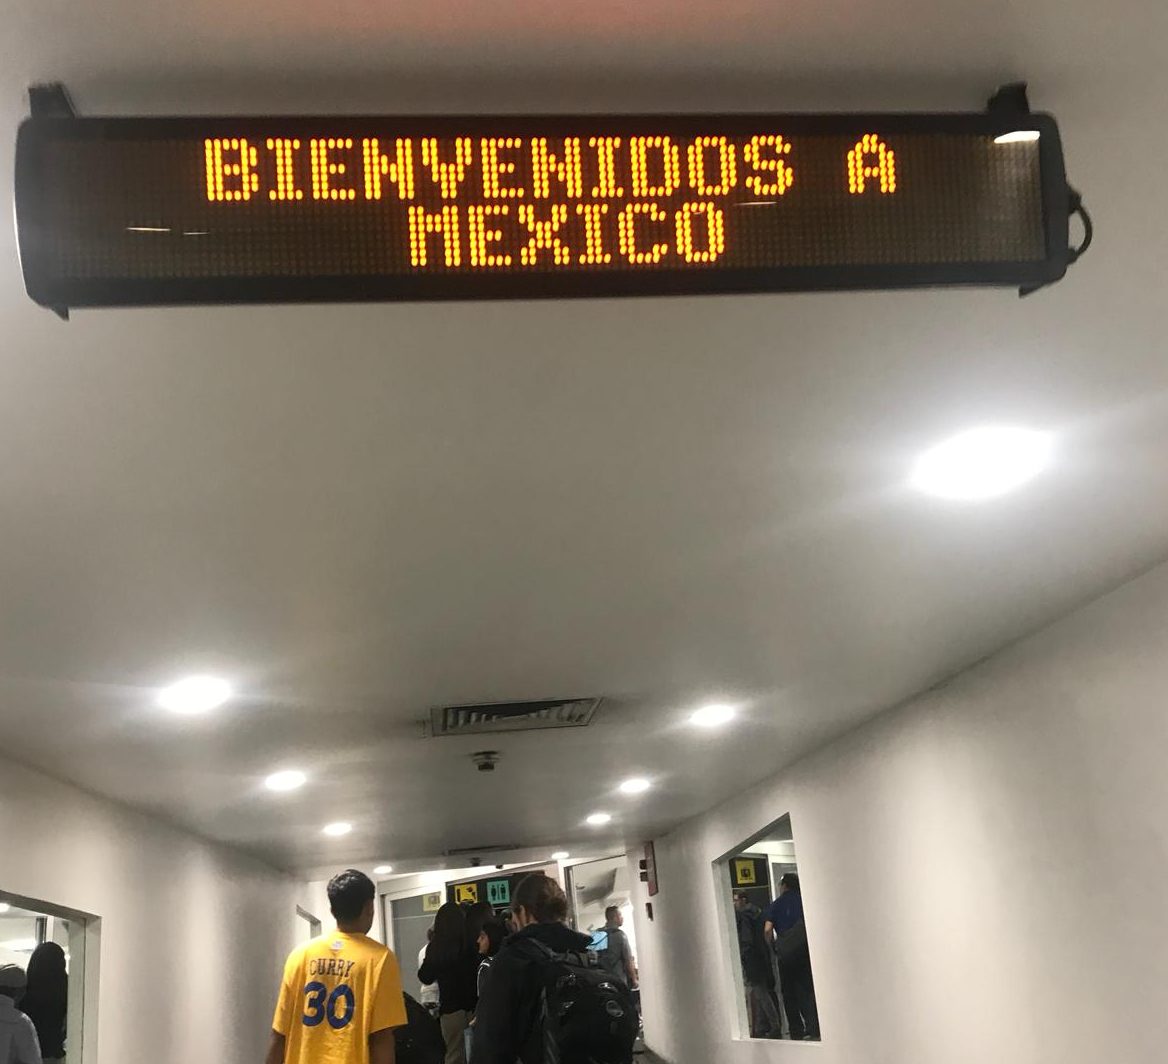 BIENVENIDOS A
MEXICO
CURRY
30